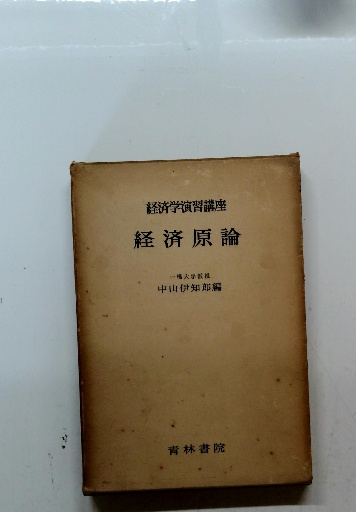 経済学演習講座
経済原論
一橋大学教授
中山伊知郎編
青林書院